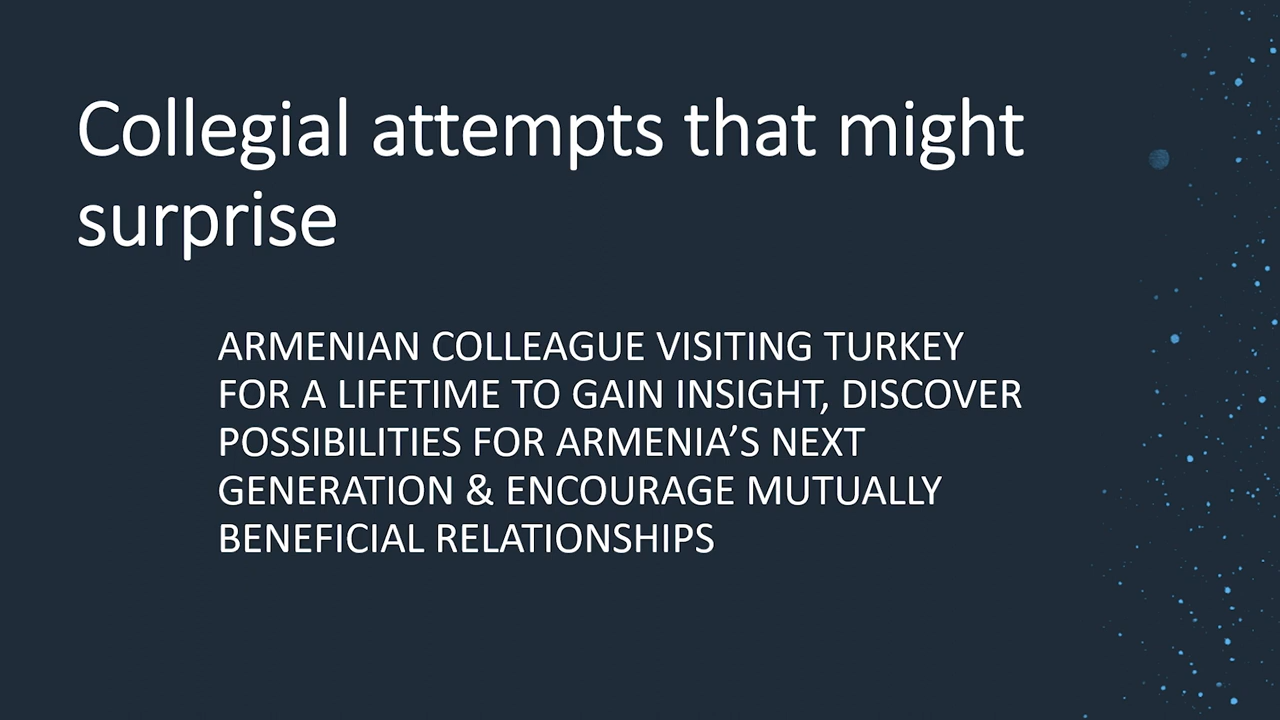 Collegial attempts that might
surprise
ARMENIAN COLLEAGUE VISITING TURKEY
FOR A LIFETIME TO GAIN INSIGHT, DISCOVER
POSSIBILITIES FOR ARMENIA’S NEXT
GENERATION & ENCOURAGE MUTUALLY
BENEFICIAL RELATIONSHIPS